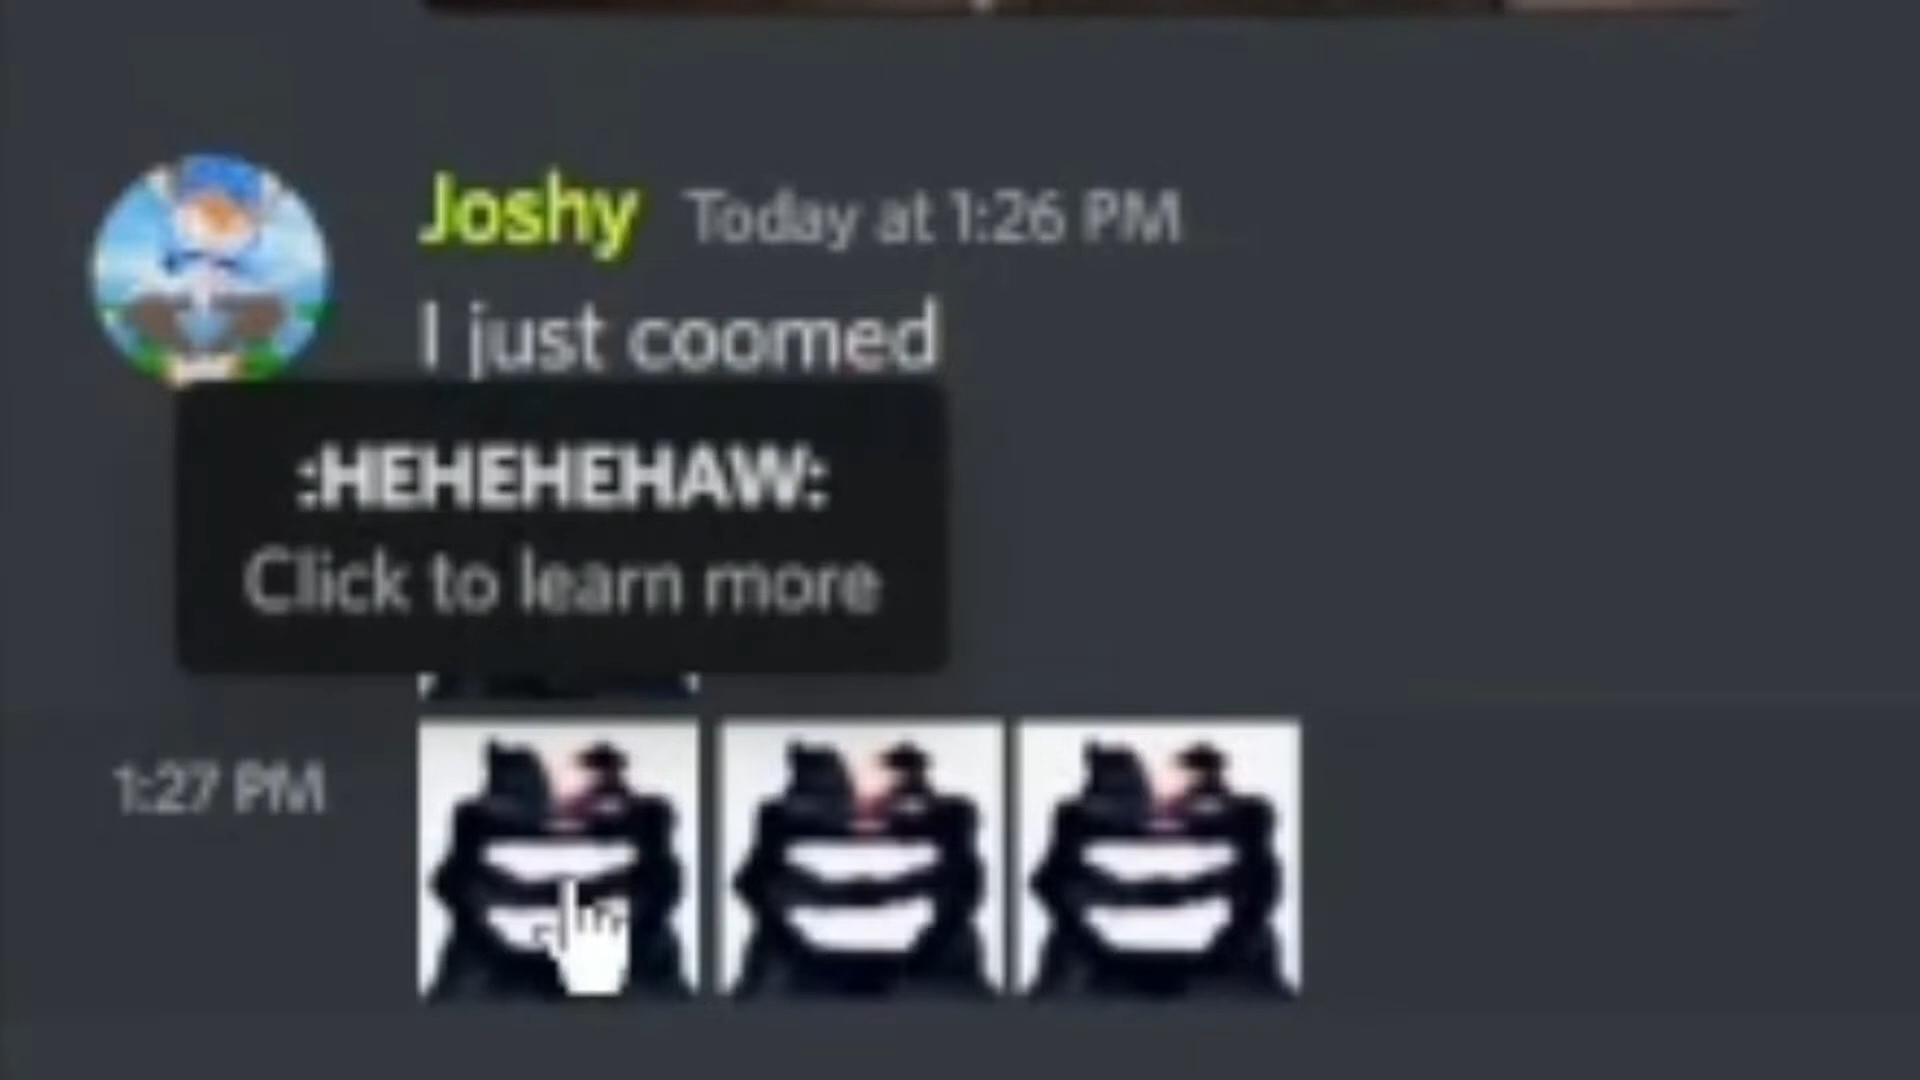 Joshy Today at 1:26 PM
I just coomed
:HEHEHEHAW:
Click to learn more
1:27 PM